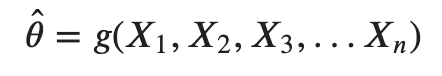 θ̂ = g(X₁, X₂, X₃, . . . Xₙ)